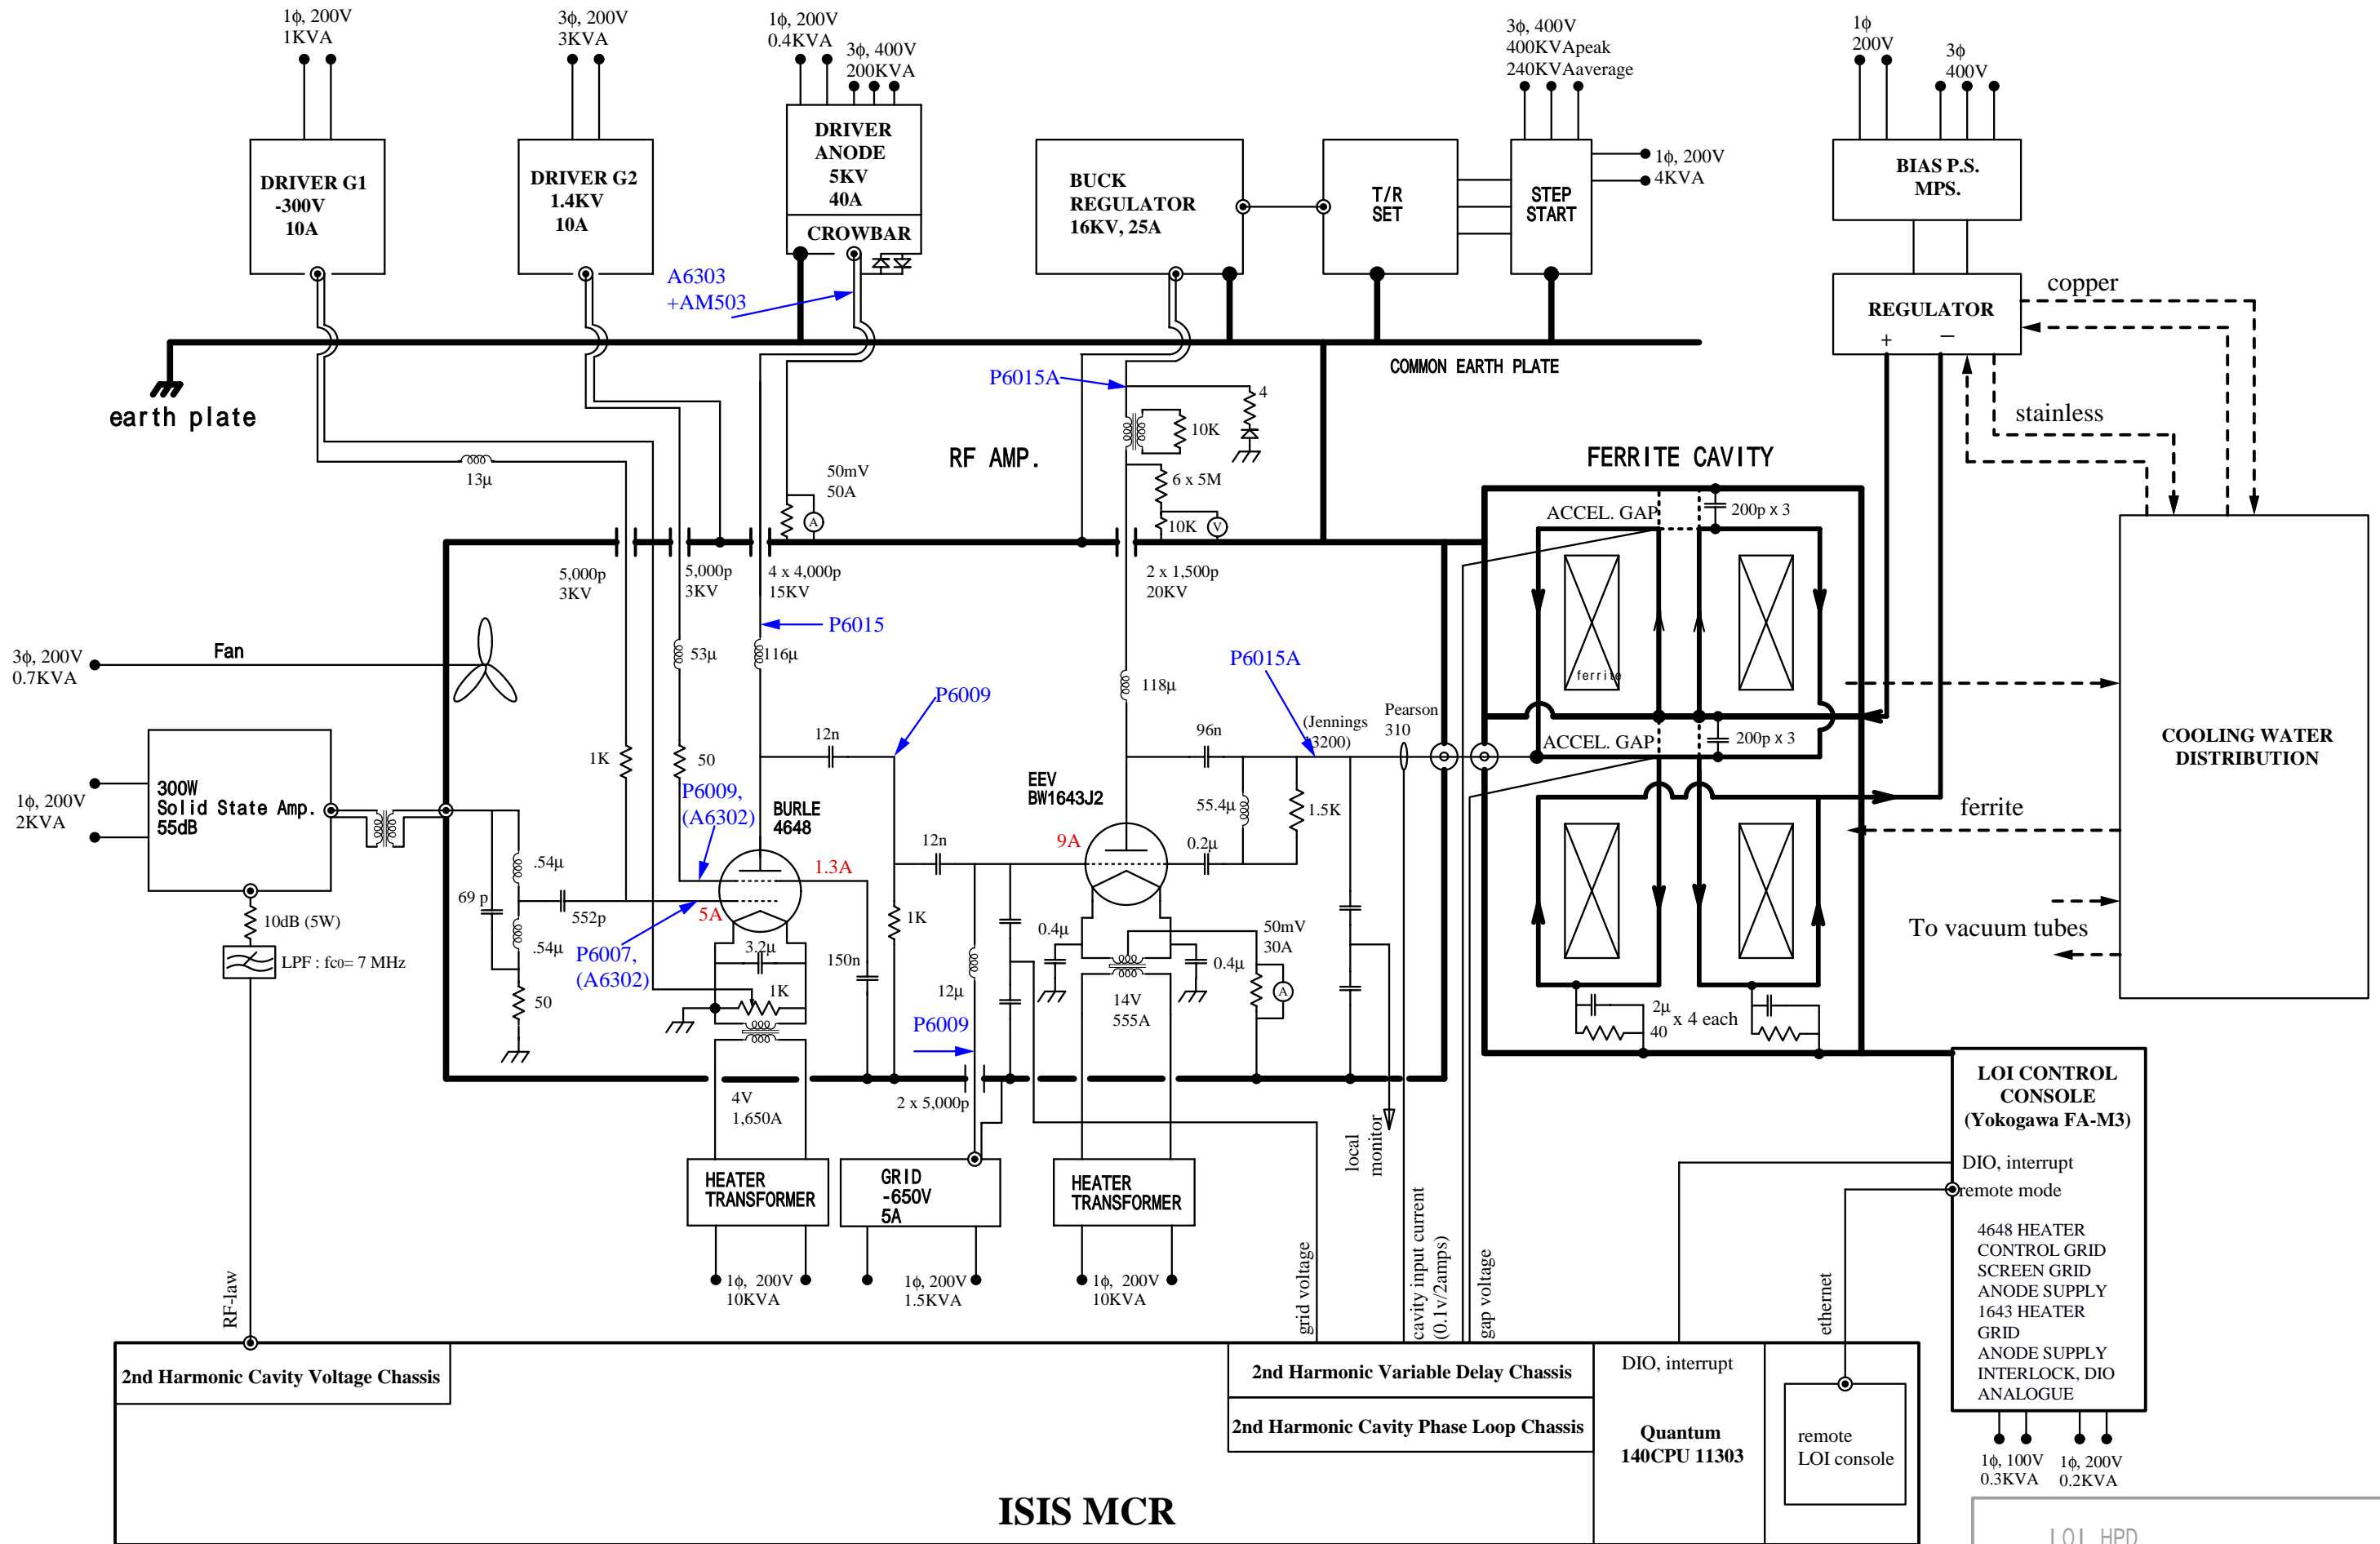 1ϕ, 200V
1KVA
3ϕ, 200V
3KVA
1ϕ, 200V
0.4KVA
3ϕ, 400V
200KVA
3ϕ, 400V
400KVApeak
240KVAaverage
1ϕ
200V
3ϕ
400V
DRIVER G1
-300V
10A
DRIVER G2
1.4KV
10A
DRIVER
ANODE
5KV
40A
CROWBAR
BUCK
REGULATOR
16KV, 25A
T/R
SET
STEP
START
1ϕ, 200V
4KVA
BIAS P.S.
MPS.
REGULATOR
+
−
copper
stainless
A6303
+AM503
COMMON EARTH PLATE
earth plate
P6015A
4
10K
RF AMP.
FERRITE CAVITY
13μ
50mV
50A
A
6 x 5M
10K
V
ACCEL. GAP
200p x 3
5,000p
3KV
5,000p
3KV
4 x 4,000p
15KV
2 x 1,500p
20KV
P6015
Fan
3ϕ, 200V
0.7KVA
53μ
116μ
P6015A
118μ
P6009
ferrite
12n
96n
(Jennings
13200)
Pearson
310
ACCEL. GAP
200p x 3
COOLING WATER
DISTRIBUTION
1K
50
300W
Solid State Amp.
55dB
1ϕ, 200V
2KVA
P6009,
(A6302)
BURLE
4648
EEV
BW1643J2
55.4μ
1.5K
ferrite
.54μ
12n
9A
0.2μ
1.3A
69 p
552p
5A
1K
10dB (5W)
.54μ
P6007,
(A6302)
3.2μ
150n
0.4μ
50mV
30A
0.4μ
A
To vacuum tubes
LPF : fc0= 7 MHz
50
1K
12μ
14V
555A
P6009
2μ
40
x 4 each
4V
1,650A
2 x 5,000p
LOI CONTROL
CONSOLE
(Yokogawa FA-M3)
DIO, interrupt
remote mode
4648 HEATER
CONTROL GRID
SCREEN GRID
ANODE SUPPLY
1643 HEATER
GRID
ANODE SUPPLY
INTERLOCK, DIO
ANALOGUE
local
monitor
HEATER
TRANSFORMER
GRID
-650V
5A
HEATER
TRANSFORMER
RF-law
1ϕ, 200V
10KVA
1ϕ, 200V
1.5KVA
1ϕ, 200V
10KVA
grid voltage
cavity input current
(0.1v/2amps)
gap voltage
ethernet
2nd Harmonic Cavity Voltage Chassis
2nd Harmonic Variable Delay Chassis
2nd Harmonic Cavity Phase Loop Chassis
DIO, interrupt
Quantum
140CPU 11303
remote
LOI console
1ϕ, 100V
0.3KVA
1ϕ, 200V
0.2KVA
ISIS MCR
LOI HPD